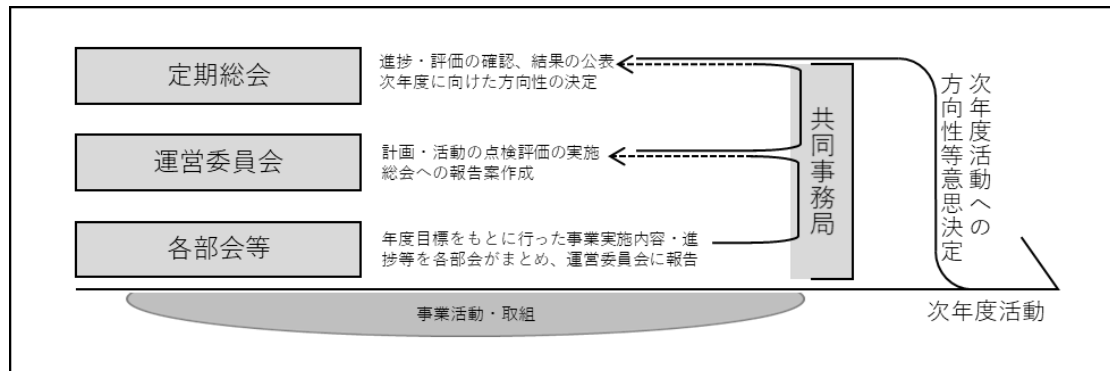 定期総会
進捗・評価の確認、結果の公表
次年度に向けた方向性の決定
運営委員会
計画・活動の点検評価の実施
総会への報告案作成
各部会等
年度目標をもとに行った事業実施内容・進
捗等を各部会がまとめ、運営委員会に報告
共同事務局
次年度活動への
方向性等意思決定
事業活動・取組
次年度活動